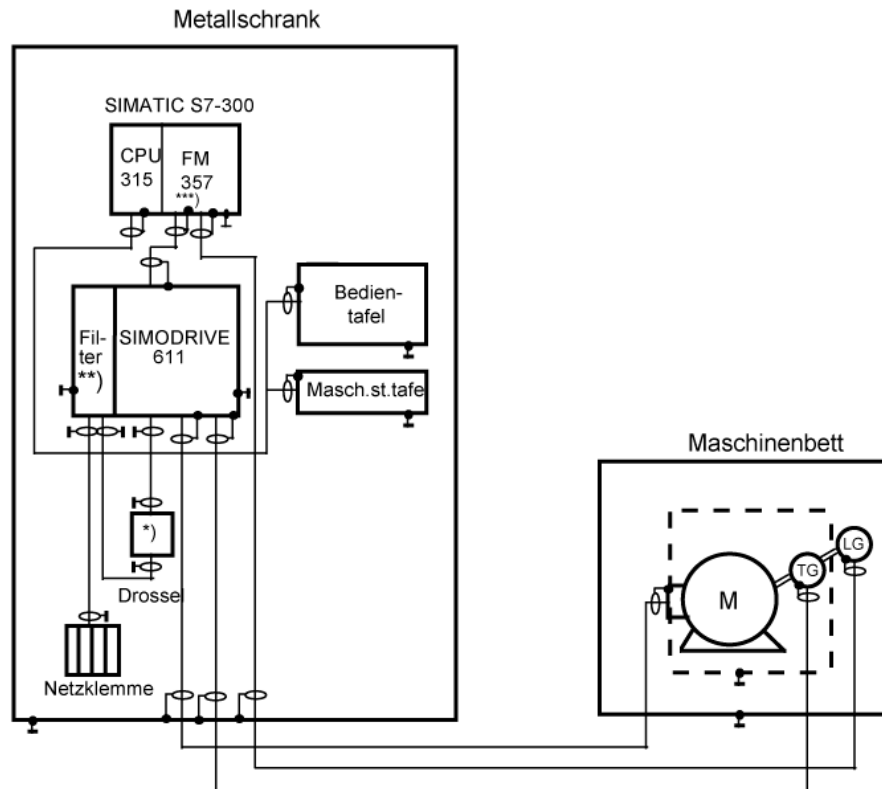 Metallschrank
SIMATIC S7-300
CPU
315
FM
357
***)
Bedien-
tafel
Fil-
ter
**)
SIMODRIVE
611
Masch.st.tafe
*)
Drossel
Netzklemme
Maschinenbett
M
TG
LG